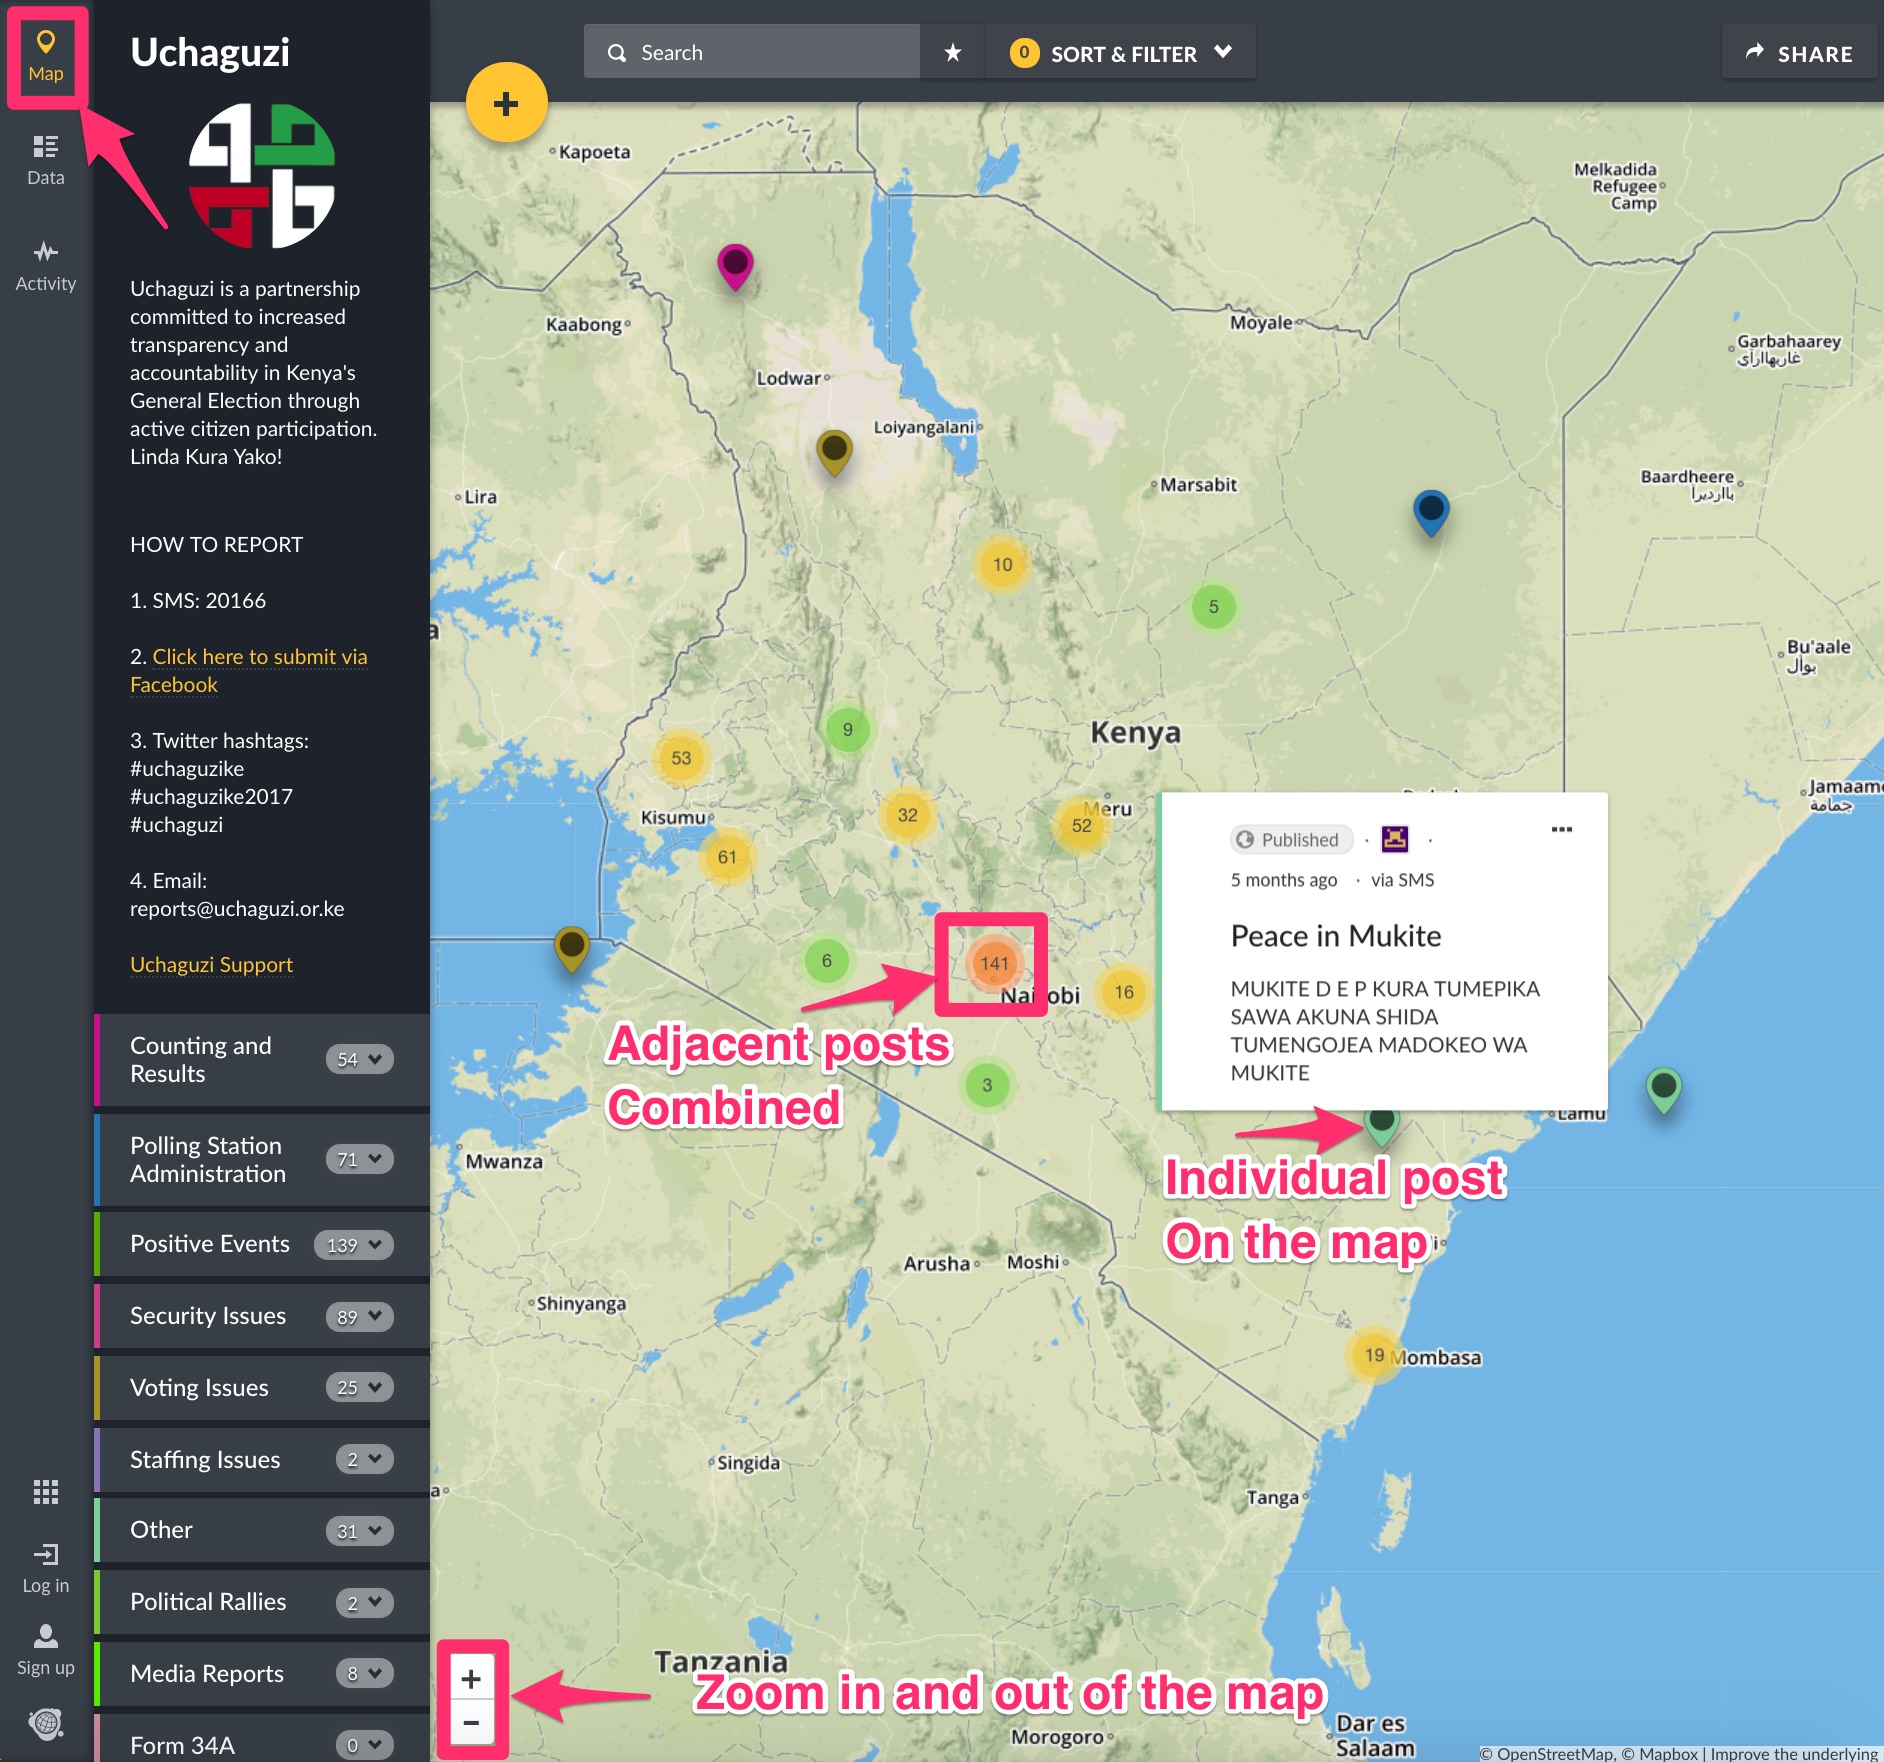 Map
Data
Activity
Log in
Sign up
Uchaguzi
Uchaguzi is a partnership
committed to increased
transparency and
accountability in Kenya's
General Election through
active citizen participation.
Linda Kura Yako!
HOW TO REPORT
1. SMS: 20166
2. Click here to submit via
Facebook
3. Twitter hashtags:
#uchaguzike
#uchaguzike2017
#uchaguzi
4. Email:
reports@uchaguzi.or.ke
Uchaguzi Support
Counting and
Results
54
Polling Station
Administration
71
Positive Events 139
Security Issues 89
Voting Issues 25
Staffing Issues 2
Other 31
Political Rallies 2
Media Reports 8
Form 34A 0
+
Search
★
0 SORT & FILTER
SHARE
Kapoeta
Melkadida
Refugee
Camp
Kaabong
Moyale
Garbahaarey
غاربهاارآي
Lodwar
Loiyangalani
Baardheere
بااردیرا
Lira
Marsabit
10
5
a
Bu'aale
بوآل
9
Kenya
53
Jamaame
جمامة
32
Meru
52
Kisumu
61
Published
5 months ago · via SMS
Peace in Mukite
MUKITE D E P KURA TUMEPIKA
SAWA AKUNA SHIDA
TUMENGOJEA MADOKEO WA
MUKITE
6
141
Nairobi
16
Adjacent posts
Combined
3
Lamu
Mwanza
Individual post
On the map
i
Arusha
Moshi
Shinyanga
19
Mombasa
Singida
a
Tanga
Tanzania
+
−
Zoom in and out of the map
Morogoro
Dar es
Salaam
© OpenStreetMap, © Mapbox | Improve the underlying